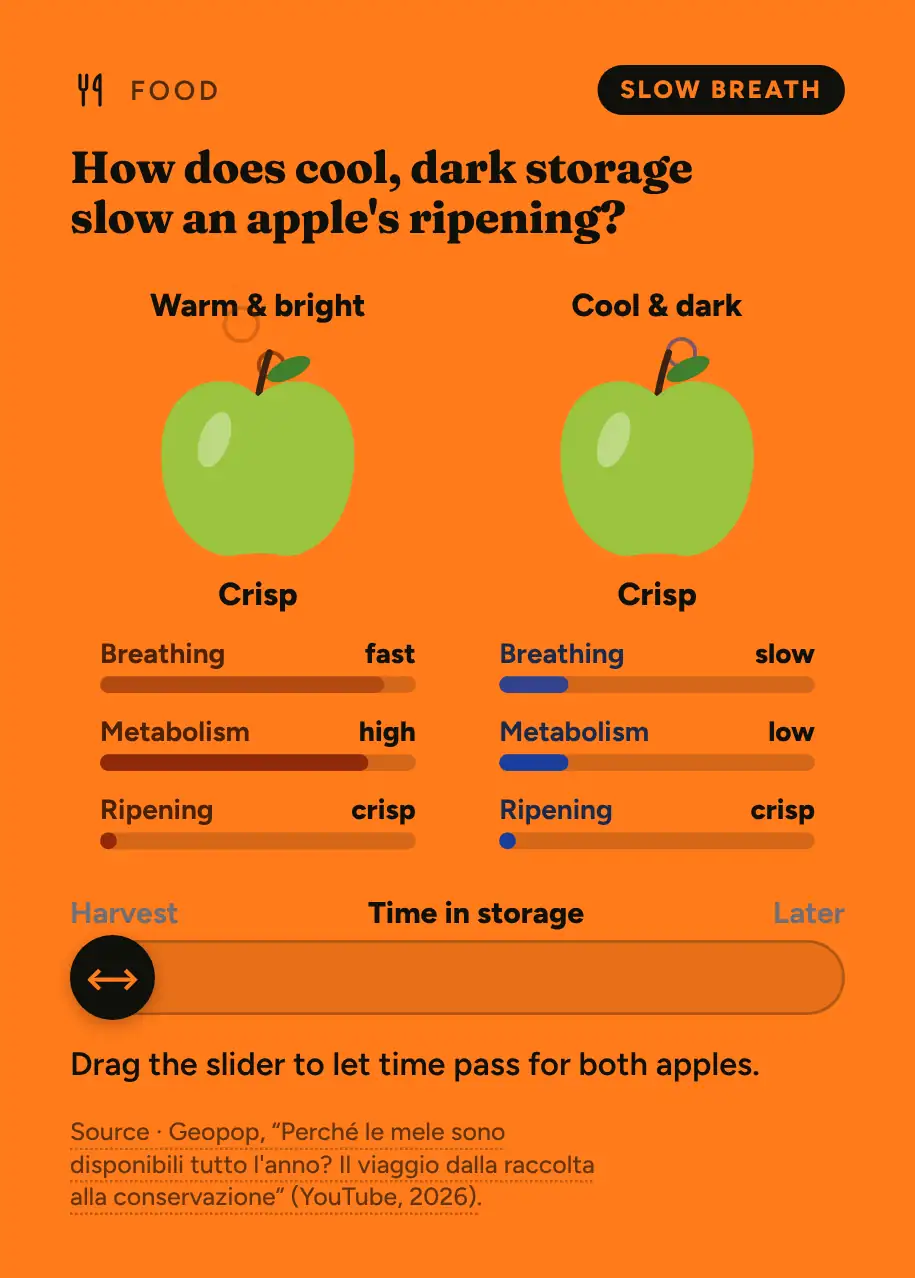 FOOD
SLOW BREATH
How does cool, dark storage
slow an apple's ripening?
Warm & bright
Cool & dark
Crisp
Crisp
Breathing fast
Breathing slow
Metabolism high
Metabolism low
Ripening crisp
Ripening crisp
Harvest Time in storage Later
Drag the slider to let time pass for both apples.
Source · Geopop, “Perché le mele sono
disponibili tutto l'anno? Il viaggio dalla raccolta
alla conservazione” (YouTube, 2026).